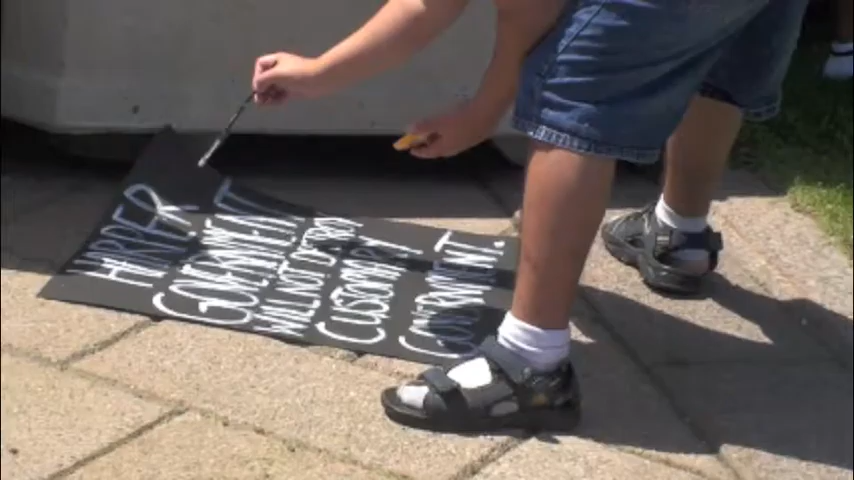 HARPER
GOVERNMENT
WILL NOT DESTROY
CUSTOMARY
GOVERNMENT.